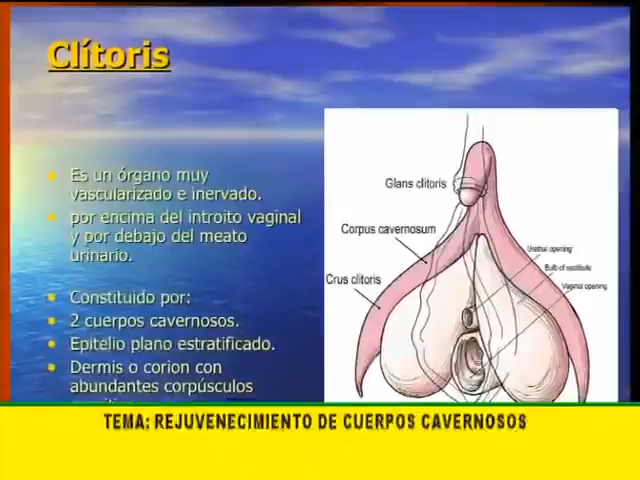 Clítoris
Es un órgano muy
vascularizado e inervado.
por encima del introito vaginal
y por debajo del meato
urinario.
Constituido por:
2 cuerpos cavernosos.
Epitelio plano estratificado.
Dermis o corion con
abundantes corpúsculos
Glans clitoris
Corpus cavernosum
Crus clitoris
Urethal opening
Bulb of vestibule
Vaginal opening
TEMA: REJUVENECIMIENTO DE CUERPOS CAVERNOSOS